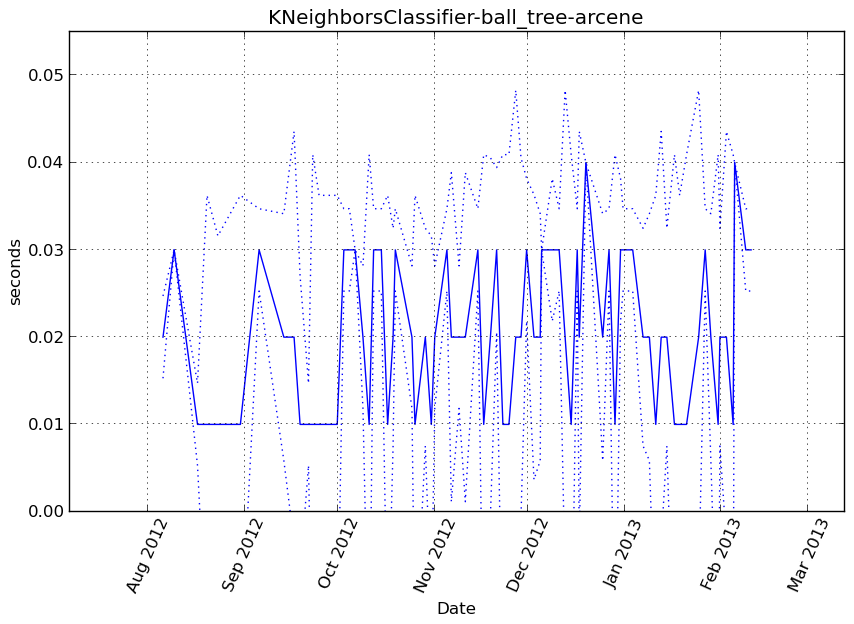 KNeighborsClassifier-ball_tree-arcene
0.05
0.04
0.03
0.02
0.01
0.00
seconds
Aug 2012
Sep 2012
Oct 2012
Nov 2012
Dec 2012
Jan 2013
Feb 2013
Mar 2013
Date